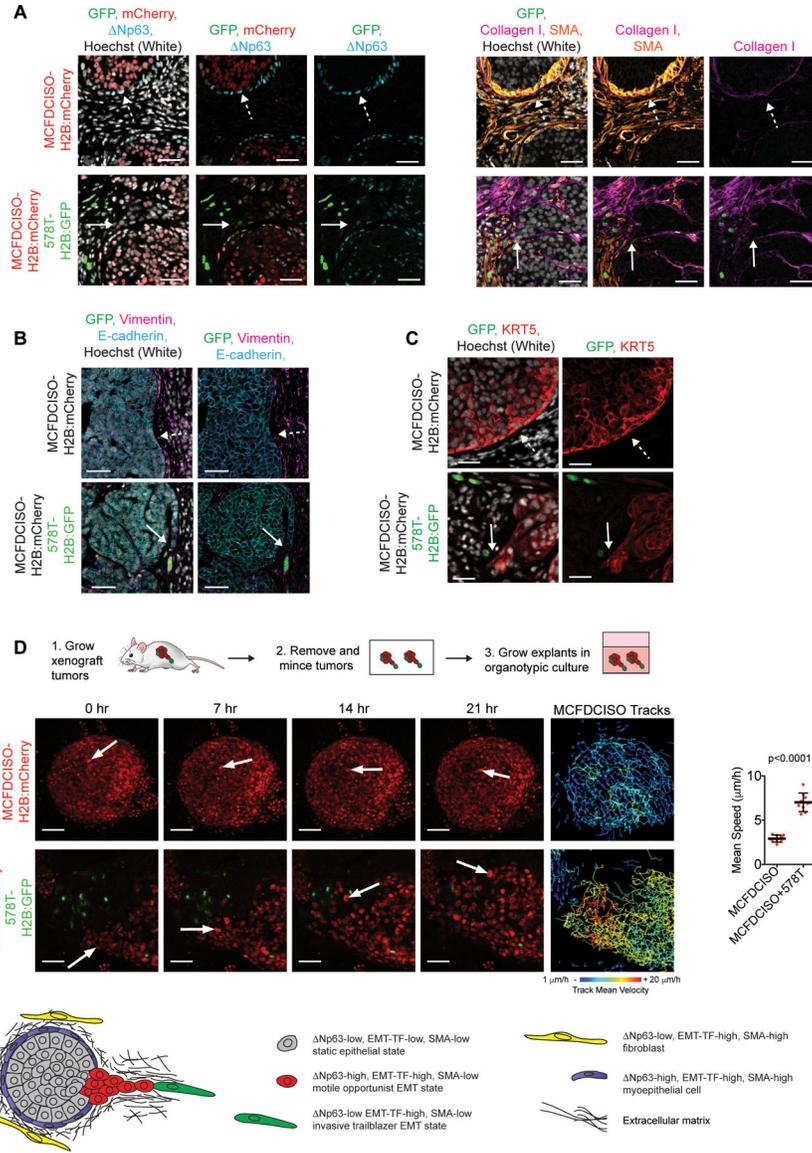 A
GFP, mCherry,
ΔNp63,
Hoechst (White)
GFP, mCherry
ΔNp63
GFP,
ΔNp63
GFP,
Collagen I, SMA,
Hoechst (White)
Collagen I,
SMA
Collagen I
MCFDCISO-
H2B:mCherry
MCFDCISO-
H2B:mCherry
578T-
H2B:GFP
B
GFP, Vimentin,
E-cadherin,
Hoechst (White)
GFP, Vimentin,
E-cadherin,
MCFDCISO-
H2B:mCherry
MCFDCISO-
H2B:mCherry
578T-
H2B:GFP
C
GFP, KRT5,
Hoechst (White)
GFP, KRT5
MCFDCISO-
H2B:mCherry
MCFDCISO-
H2B:mCherry
578T-
H2B:GFP
D
1. Grow
xenograft
tumors
2. Remove and
mince tumors
3. Grow explants in
organotypic culture
0 hr
7 hr
14 hr
21 hr
MCFDCISO Tracks
MCFDCISO-
H2B:mCherry
578T-
H2B:GFP
1 μm/h - + 20 μm/h
Track Mean Velocity
p<0.0001
Mean Speed (μm/h)
10
5
0
MCFDCISO
MCFDCISO+578T
ΔNp63-low, EMT-TF-low, SMA-low
static epithelial state
ΔNp63-high, EMT-TF-high, SMA-low
motile opportunist EMT state
ΔNp63-low EMT-TF-high, SMA-low
invasive trailblazer EMT state
ΔNp63-low, EMT-TF-high, SMA-high
fibroblast
ΔNp63-high, EMT-TF-high, SMA-high
myoepithelial cell
Extracellular matrix